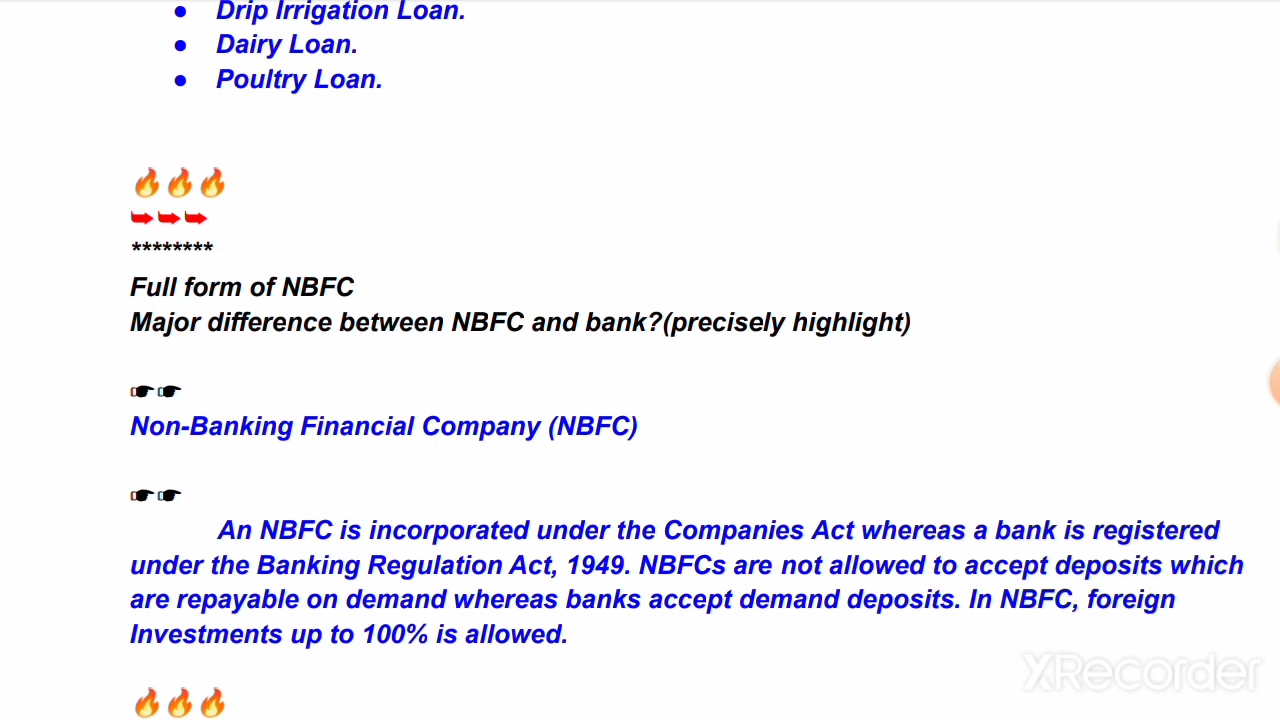 ● Drip Irrigation Loan.
● Dairy Loan.
● Poultry Loan.
🔥🔥🔥
➥➥➥
********
Full form of NBFC
Major difference between NBFC and bank?(precisely highlight)
☛☛
Non-Banking Financial Company (NBFC)
☛☛
An NBFC is incorporated under the Companies Act whereas a bank is registered
under the Banking Regulation Act, 1949. NBFCs are not allowed to accept deposits which
are repayable on demand whereas banks accept demand deposits. In NBFC, foreign
Investments up to 100% is allowed.
🔥🔥🔥
XRecorder